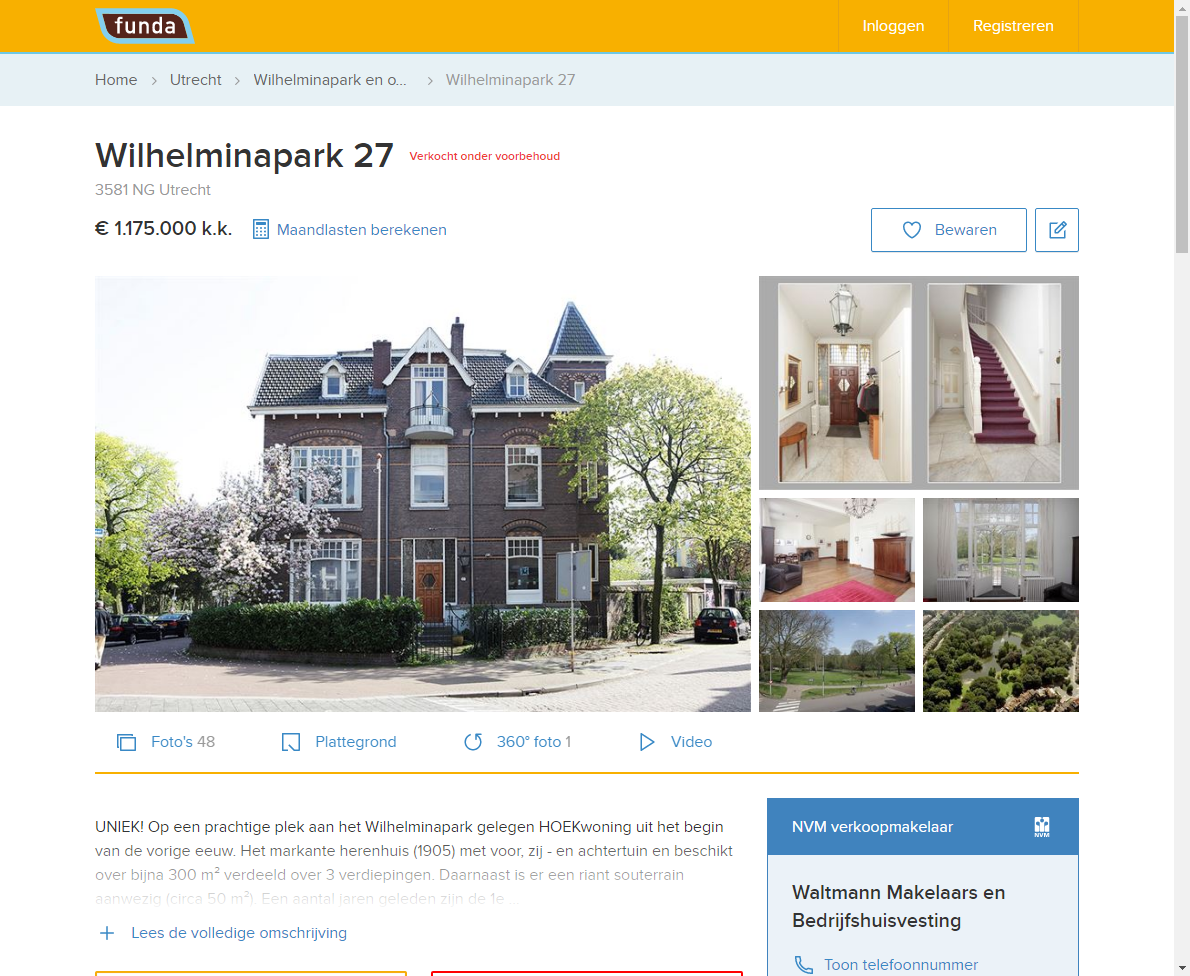 funda
Inloggen
Registreren
Home > Utrecht > Wilhelminapark en o... > Wilhelminapark 27
Wilhelminapark 27 Verkocht onder voorbehoud
3581 NG Utrecht
€ 1.175.000 k.k. Maandlasten berekenen
Bewaren
Foto's 48
Plattegrond
360° foto 1
Video
UNIEK! Op een prachtige plek aan het Wilhelminapark gelegen HOEKwoning uit het begin
van de vorige eeuw. Het markante herenhuis (1905) met voor, zij - en achtertuin en beschikt
over bijna 300 m² verdeeld over 3 verdiepingen. Daarnaast is er een riant souterrain
aanwezig (circa 50 m²). Een aantal jaren geleden zijn de 1e ...
+ Lees de volledige omschrijving
NVM verkoopmakelaar
NVM
Waltmann Makelaars en
Bedrijfshuisvesting
Toon telefoonnummer